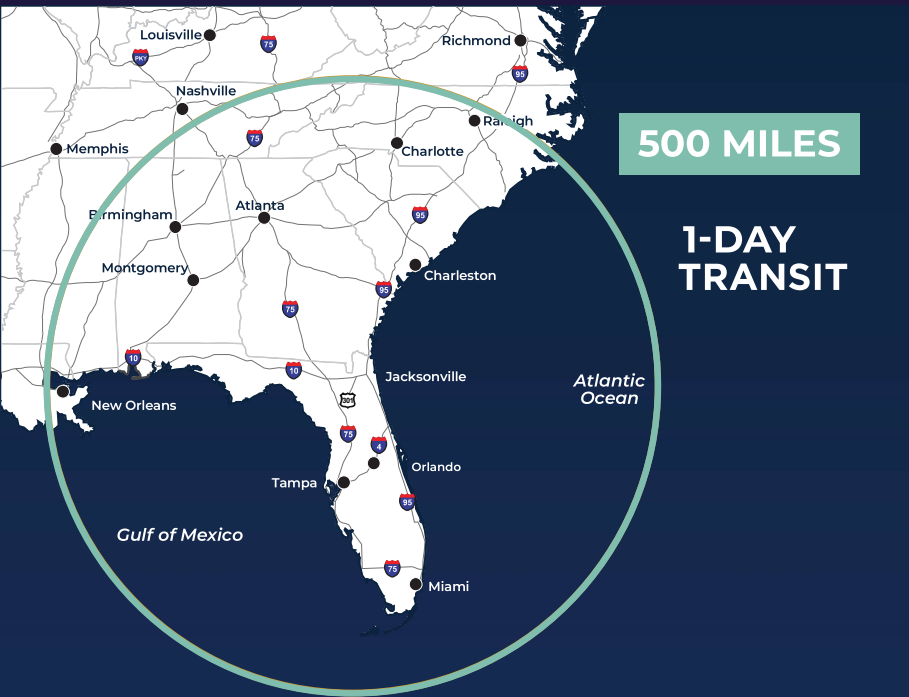 Louisville
75
Richmond
PKY
95
Nashville
Raleigh
75
Memphis
Charlotte
500 MILES
Birmingham
Atlanta
95
1-DAY
TRANSIT
Montgomery
Charleston
95
75
10
10
Jacksonville
Atlantic
Ocean
301
New Orleans
75
4
Orlando
Tampa
95
Gulf of Mexico
75
Miami